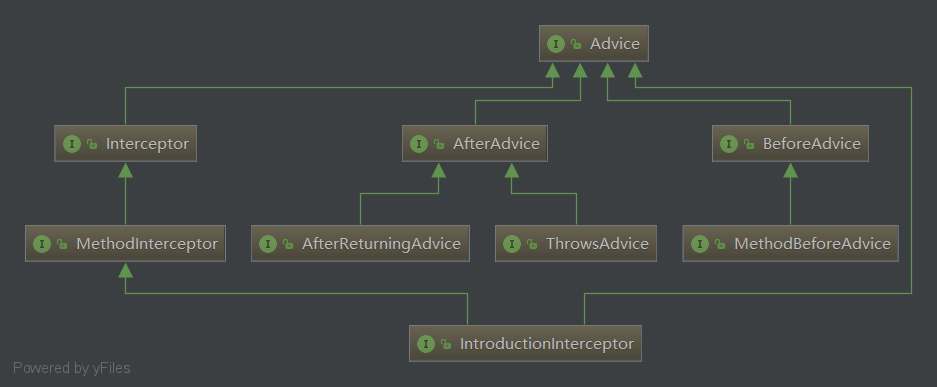 Advice
Interceptor
AfterAdvice
BeforeAdvice
MethodInterceptor
AfterReturningAdvice
ThrowsAdvice
MethodBeforeAdvice
IntroductionInterceptor
Powered by yFiles